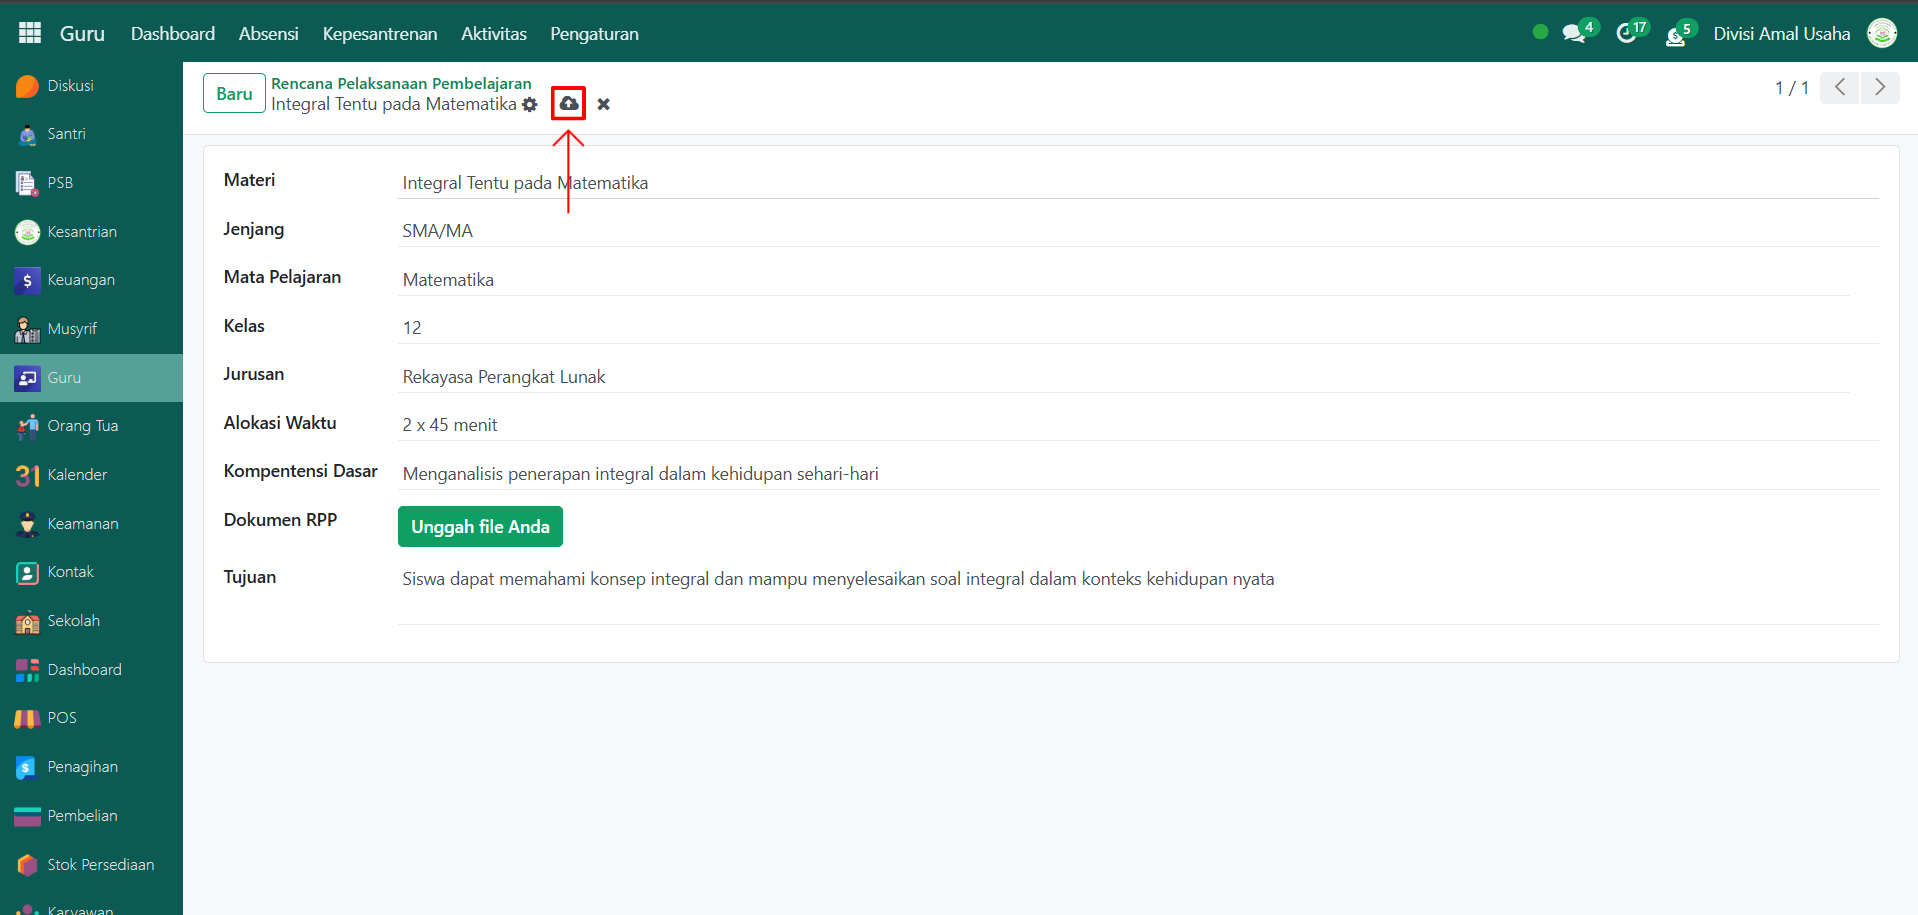 Guru Dashboard Absensi Kepesantrenan Aktivitas Pengaturan 4 17 5 Divisi Amal Usaha
Diskusi
Santri
PSB
Kesantrian
Keuangan
Musyrif
Guru
Orang Tua
31 Kalender
Keamanan
Kontak
Sekolah
Dashboard
POS
Penagihan
Pembelian
Stok Persediaan
Karyawan
Baru
Rencana Pelaksanaan Pembelajaran
Integral Tentu pada Matematika
1 / 1
Materi Integral Tentu pada Matematika
Jenjang SMA/MA
Mata Pelajaran Matematika
Kelas 12
Jurusan Rekayasa Perangkat Lunak
Alokasi Waktu 2 x 45 menit
Kompentensi Dasar Menganalisis penerapan integral dalam kehidupan sehari-hari
Dokumen RPP Unggah file Anda
Tujuan Siswa dapat memahami konsep integral dan mampu menyelesaikan soal integral dalam konteks kehidupan nyata